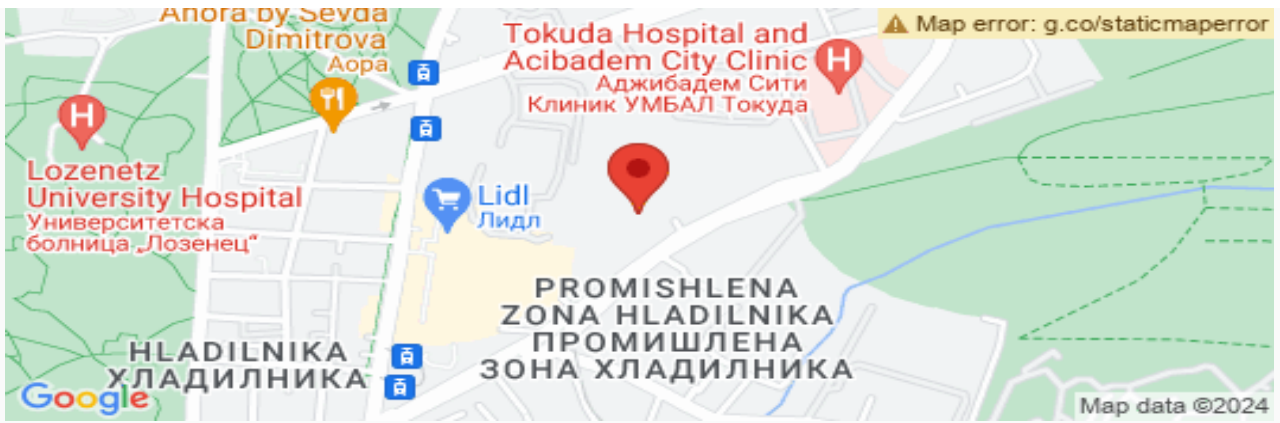 Ahora by Sevda
Dimitrova
Аора
Map error: g.co/staticmaperror
Tokuda Hospital and
Acibadem City Clinic
Аджибадем Сити
Клиник УМБАЛ Токуда
Lozenetz
University Hospital
Университетска
болница „Лозенец“
Lidl
Лидл
PROMISHLENA
ZONA HLADILNIKA
ПРОМИШЛЕНА
ЗОНА ХЛАДИЛНИКА
HLADILNIKA
ХЛАДИЛНИКА
Google
Map data ©2024
H
H